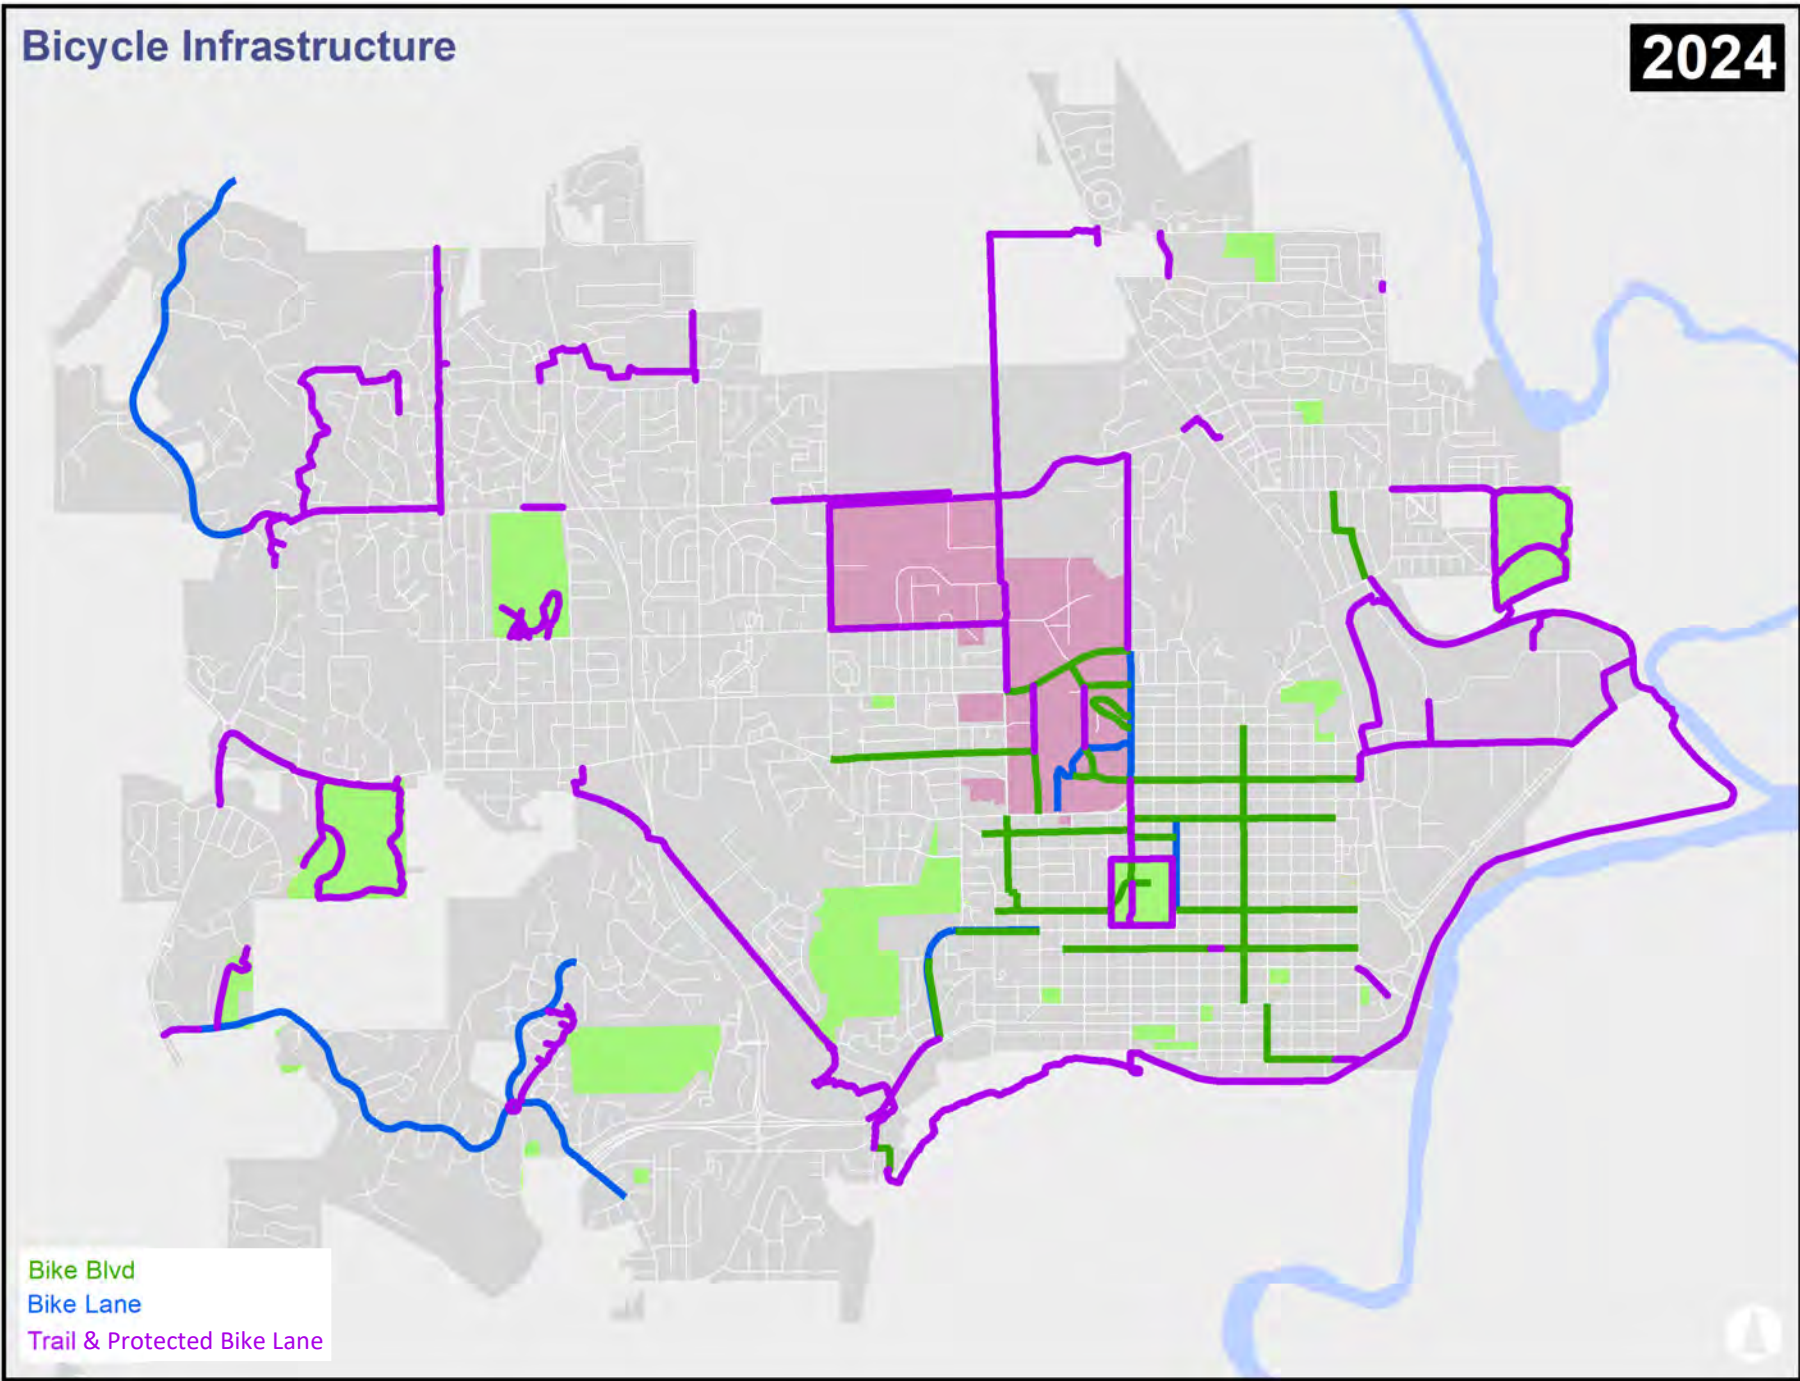 Bicycle Infrastructure
2024
Bike Blvd
Bike Lane
Trail & Protected Bike Lane